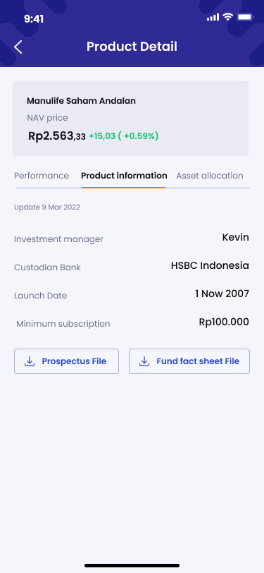 9:41
Product Detail
Manulife Saham Andalan
NAV price
Rp2.563,33 +15,03 ( +0.59%)
Performance Product information Asset allocation
Update 9 Mar 2022
Investment manager Kevin
Custodian Bank HSBC Indonesia
Launch Date 1 Now 2007
Minimum subscription Rp100.000
Prospectus File Fund fact sheet File